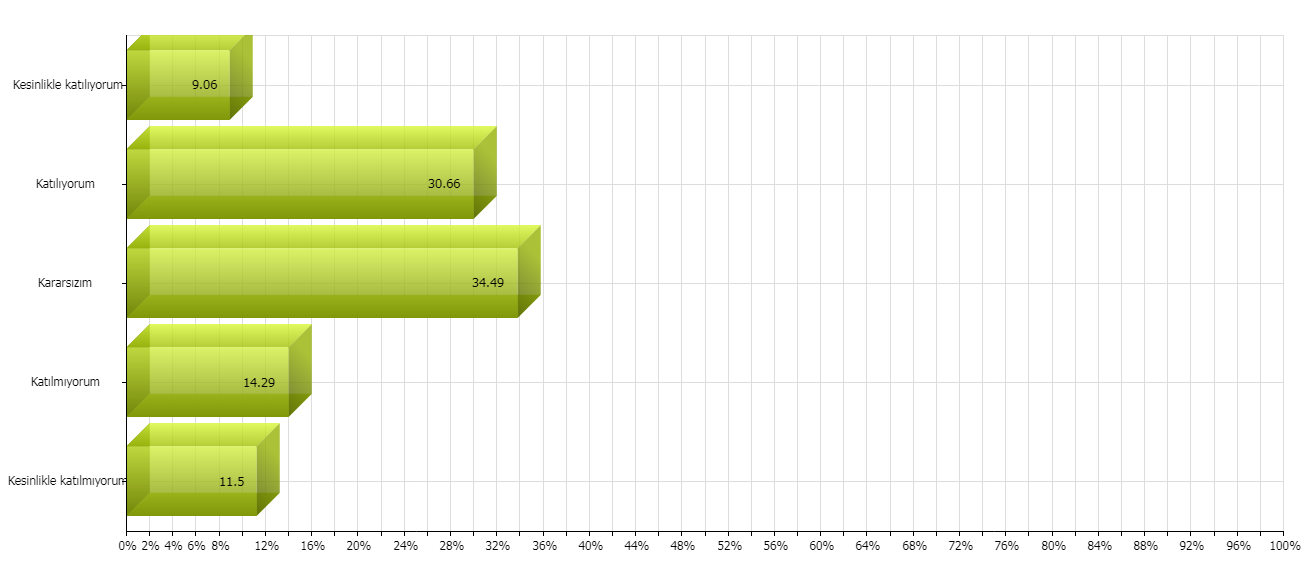 Kesinlikle katılıyorum 9.06
Katılıyorum 30.66
Kararsızım 34.49
Katılmıyorum 14.29
Kesinlikle katılmıyorum 11.5
0% 2% 4% 6% 8% 12% 16% 20% 24% 28% 32% 36% 40% 44% 48% 52% 56% 60% 64% 68% 72% 76% 80% 84% 88% 92% 96% 100%